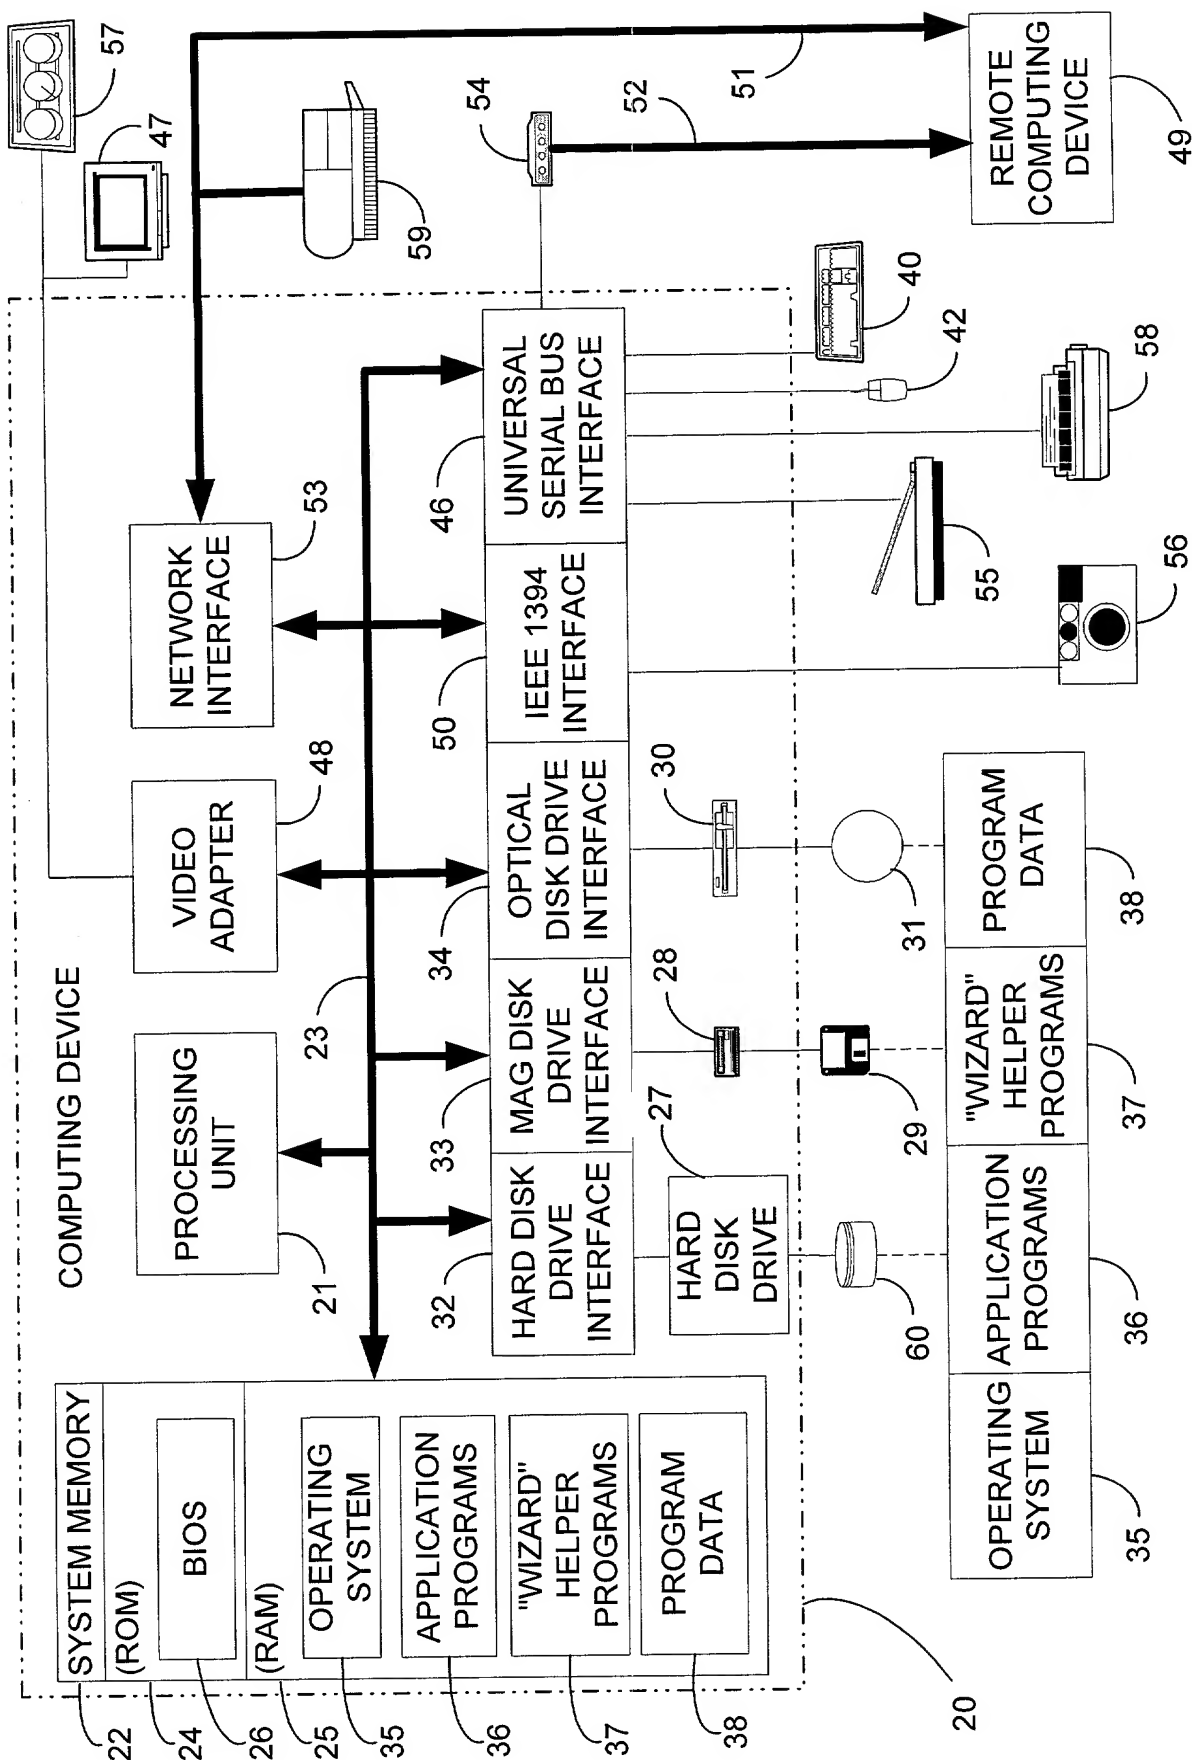 COMPUTING DEVICE
SYSTEM MEMORY
22
(ROM)
24
BIOS
26
(RAM)
25
OPERATING
SYSTEM
35
APPLICATION
PROGRAMS
36
"WIZARD"
HELPER
PROGRAMS
37
PROGRAM
DATA
38
20
PROCESSING
UNIT
21
VIDEO
ADAPTER
48
NETWORK
INTERFACE
53
23
47
57
59
HARD DISK
DRIVE
INTERFACE
32
MAG DISK
DRIVE
INTERFACE
33
OPTICAL
DISK DRIVE
INTERFACE
34
IEEE 1394
INTERFACE
50
UNIVERSAL
SERIAL BUS
INTERFACE
46
54
52
51
HARD
DISK
DRIVE
27
28
30
60
29
31
55
56
42
40
58
REMOTE
COMPUTING
DEVICE
49
OPERATING
SYSTEM
35
APPLICATION
PROGRAMS
36
"WIZARD"
HELPER
PROGRAMS
37
PROGRAM
DATA
38